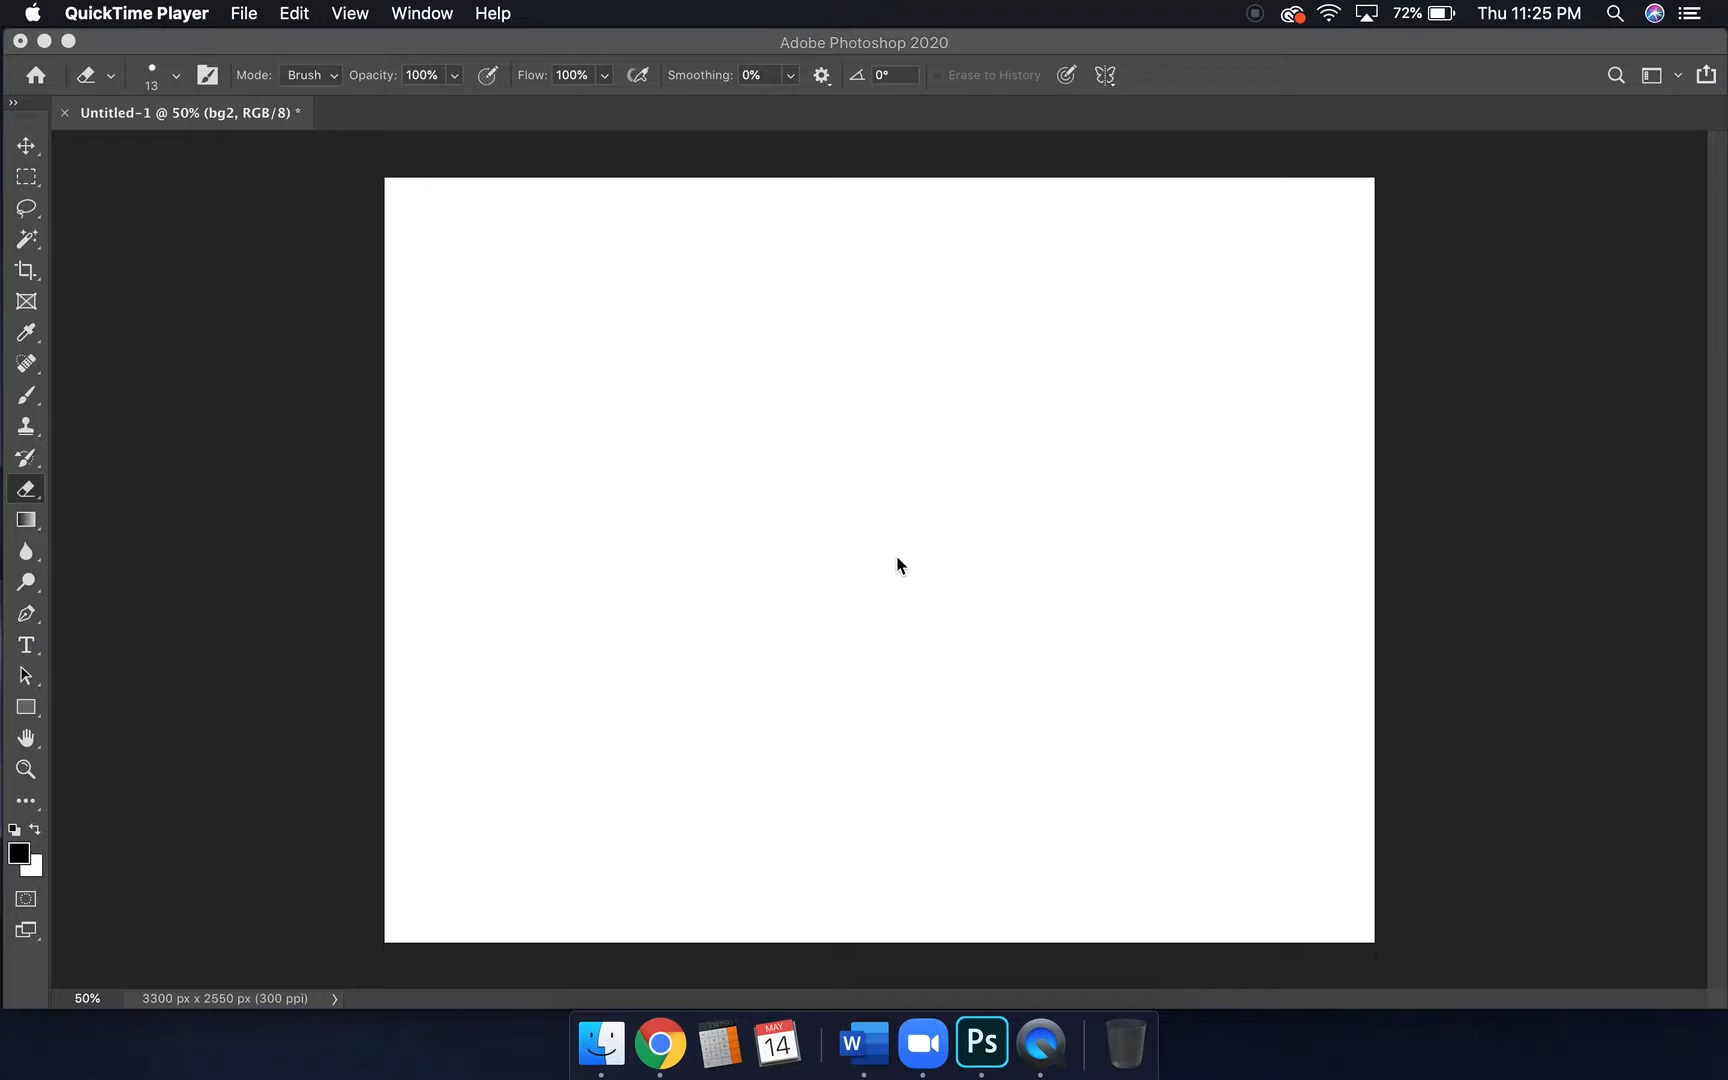 QuickTime Player File Edit View Window Help 72% Thu 11:25 PM
Adobe Photoshop 2020
13 Mode: Brush Opacity: 100% Flow: 100% Smoothing: 0% 0° Erase to History
Untitled-1 @ 50% (bg2, RGB/8) *
T
50% 3300 px x 2550 px (300 ppi)
MAY
14
W
Ps